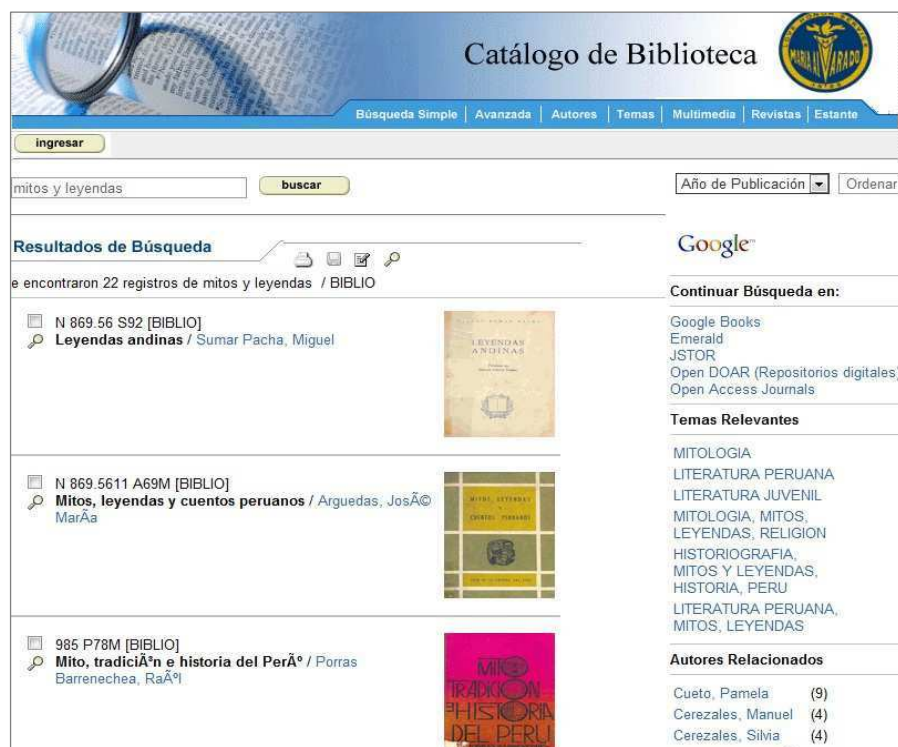 Catálogo de Biblioteca
MARIA ALVARADO
Búsqueda Simple | Avanzada | Autores | Temas | Multimedia | Revistas | Estante
ingresar
mitos y leyendas
buscar
Año de Publicación
Ordenar
Resultados de Búsqueda
e encontraron 22 registros de mitos y leyendas / BIBLIO
N 869.56 S92 [BIBLIO]
Leyendas andinas / Sumar Pacha, Miguel
LEYENDAS
ANDINAS
N 869.5611 A69M [BIBLIO]
Mitos, leyendas y cuentos peruanos / Arguedas, JosÃ©
MarÃa
MITOS, LEYENDAS
Y
CUENTOS PERUANOS
985 P78M [BIBLIO]
Mito, tradiciÃ³n e historia del PerÃº / Porras
Barrenechea, RaÃºl
MITO
TRADICION
E HISTORIA
DEL PERU
Google
Continuar Búsqueda en:
Google Books
Emerald
JSTOR
Open DOAR (Repositorios digitales)
Open Access Journals
Temas Relevantes
MITOLOGIA
LITERATURA PERUANA
LITERATURA JUVENIL
MITOLOGIA, MITOS,
LEYENDAS, RELIGION
HISTORIOGRAFIA,
MITOS Y LEYENDAS,
HISTORIA, PERU
LITERATURA PERUANA,
MITOS, LEYENDAS
Autores Relacionados
Cueto, Pamela (9)
Cerezales, Manuel (4)
Cerezales, Silvia (4)